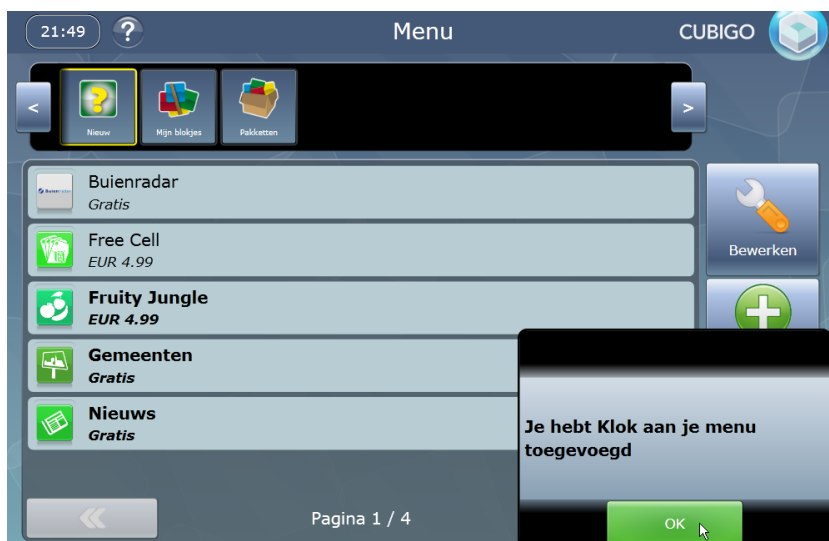 21:49
?
Menu
CUBIGO
<
Nieuw
Mijn blokjes
Pakketten
>
Buienradar
Gratis
Free Cell
EUR 4.99
Bewerken
Fruity Jungle
EUR 4.99
Gemeenten
Gratis
Nieuws
Gratis
Je hebt Klok aan je menu
toegevoegd
Pagina 1 / 4
OK